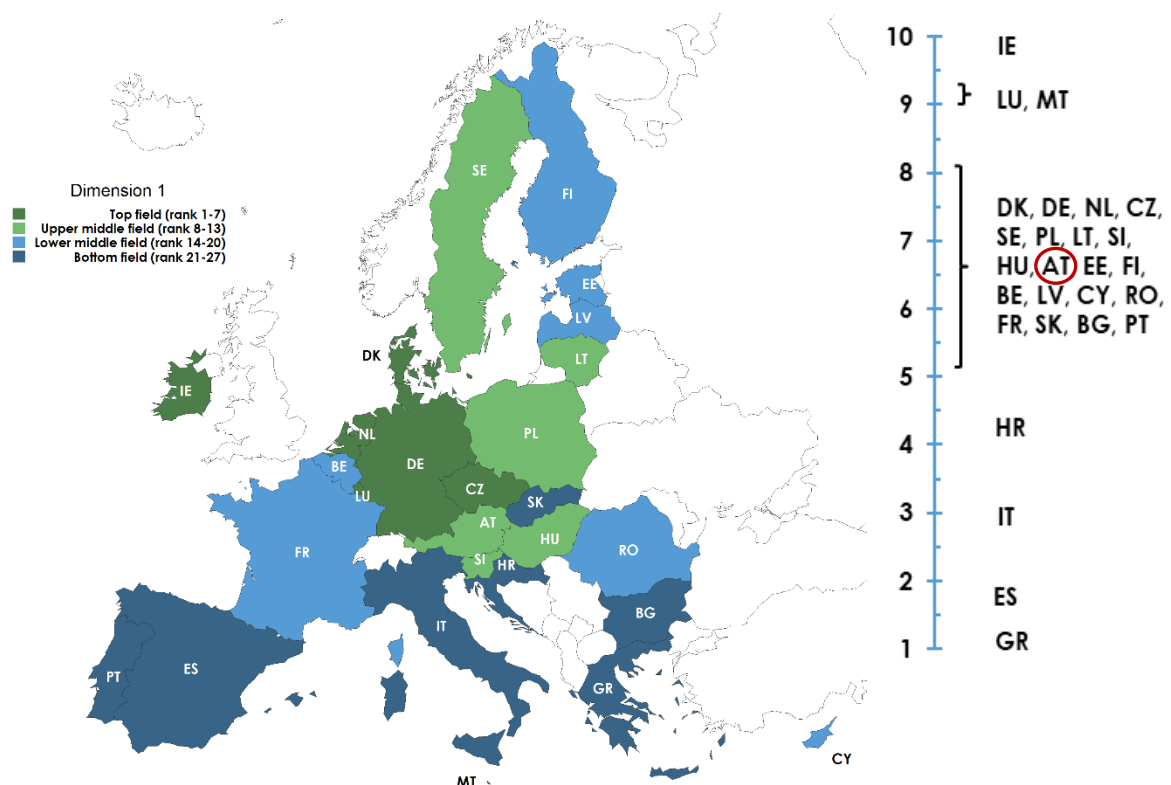 Dimension 1
Top field (rank 1-7)
Upper middle field (rank 8-13)
Lower middle field (rank 14-20)
Bottom field (rank 21-27)
SE
FI
EE
LV
LT
DK
IE
NL
PL
DE
BE
CZ
LU
SK
AT
HU
FR
SI
HR
RO
BG
IT
PT
ES
GR
MT
CY
10
9
8
7
6
5
4
3
2
1
IE
LU, MT
DK, DE, NL, CZ,
SE, PL, LT, SI,
HU, AT EE, FI,
BE, LV, CY, RO,
FR, SK, BG, PT
HR
IT
ES
GR